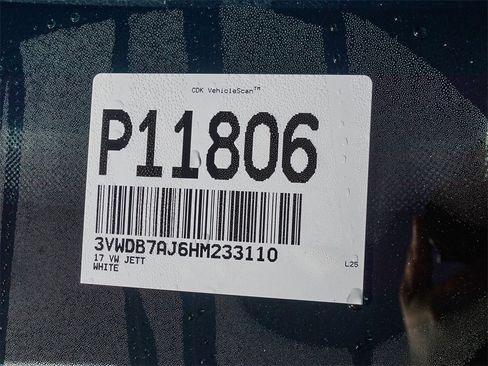 CDK VehicleScan™
P11806
3VWDB7AJ6HM233110
17 VW JETT
WHITE
L25